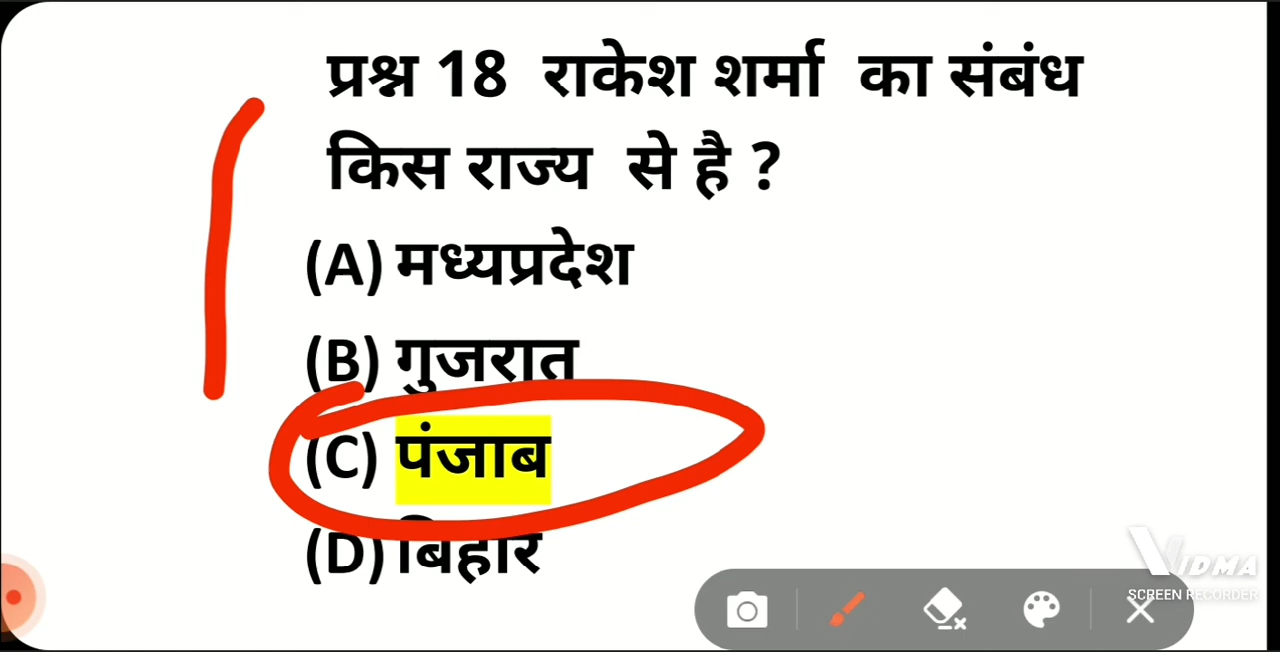 प्रश्न 18 राकेश शर्मा का संबंध
किस राज्य से है ?
(A) मध्यप्रदेश
(B) गुजरात
(C) पंजाब
(D) बिहार
VIDMA
SCREEN RECORDER